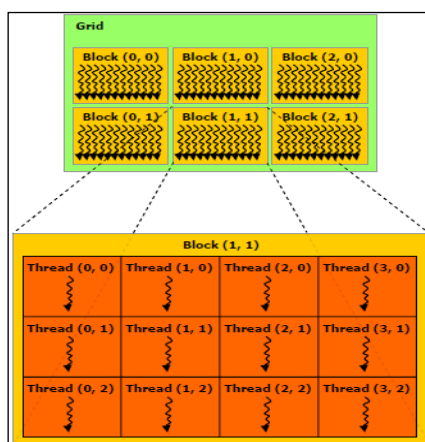 Grid
Block (0, 0) Block (1, 0) Block (2, 0)
Block (0, 1) Block (1, 1) Block (2, 1)
Block (1, 1)
Thread (0, 0) Thread (1, 0) Thread (2, 0) Thread (3, 0)
Thread (0, 1) Thread (1, 1) Thread (2, 1) Thread (3, 1)
Thread (0, 2) Thread (1, 2) Thread (2, 2) Thread (3, 2)